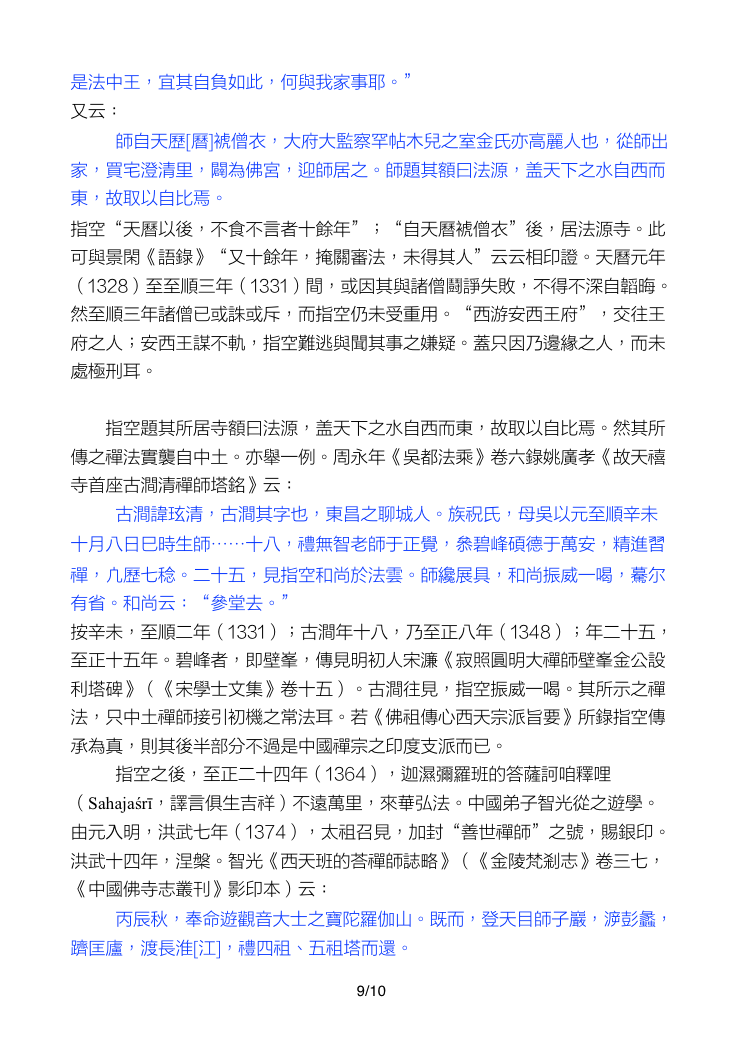 是法中王，宜其自負如此，何與我家事耶。”
又云：
師自天歷[曆]褫僧衣，大府大監察罕帖木兒之室金氏亦高麗人也，從師出
家，買宅澄清里，闢為佛宮，迎師居之。師題其額曰法源，盖天下之水自西而
東，故取以自比焉。
指空“天曆以後，不食不言者十餘年”；“自天曆褫僧衣”後，居法源寺。此
可與景閑《語錄》“又十餘年，掩關審法，未得其人”云云相印證。天曆元年
（1328）至至順三年（1331）間，或因其與諸僧鬪諍失敗，不得不深自韜晦。
然至順三年諸僧已或誅或斥，而指空仍未受重用。“西游安西王府”，交往王
府之人；安西王謀不軌，指空難逃與聞其事之嫌疑。蓋只因乃邊緣之人，而未
處極刑耳。
指空題其所居寺額曰法源，盖天下之水自西而東，故取以自比焉。然其所
傳之禪法實襲自中土。亦舉一例。周永年《吳都法乘》卷六錄姚廣孝《故天禧
寺首座古澗清禪師塔銘》云：
古澗諱玹清，古澗其字也，東昌之聊城人。族祝氏，母吳以元至順辛未
十月八日巳時生師⋯⋯十八，禮無智老師于正覺，叅碧峰碩德于萬安，精進習
禪，凢歷七稔。二十五，見指空和尚於法雲。師纔展具，和尚振威一喝，驀尔
有省。和尚云：“參堂去。”
按辛未，至順二年（1331）；古澗年十八，乃至正八年（1348）；年二十五，
至正十五年。碧峰者，即壁峯，傳見明初人宋濂《寂照圓明大禪師壁峯金公設
利塔碑》（《宋學士文集》卷十五）。古澗往見，指空振威一喝。其所示之禪
法，只中土禪師接引初機之常法耳。若《佛祖傳心西天宗派旨要》所錄指空傳
承為真，則其後半部分不過是中國禪宗之印度支派而已。
指空之後，至正二十四年（1364），迦濕彌羅班的答薩訶咱釋哩
（Sahajaśrī，譯言俱生吉祥）不遠萬里，來華弘法。中國弟子智光從之遊學。
由元入明，洪武七年（1374），太祖召見，加封“善世禪師”之號，賜銀印。
洪武十四年，涅槃。智光《西天班的荅禪師誌略》（《金陵梵剎志》卷三七，
《中國佛寺志叢刊》影印本）云：
丙辰秋，奉命遊觀音大士之寶陀羅伽山。既而，登天目師子巖，遊彭蠡，
躋匡廬，渡長淮[江]，禮四祖、五祖塔而還。
9/10